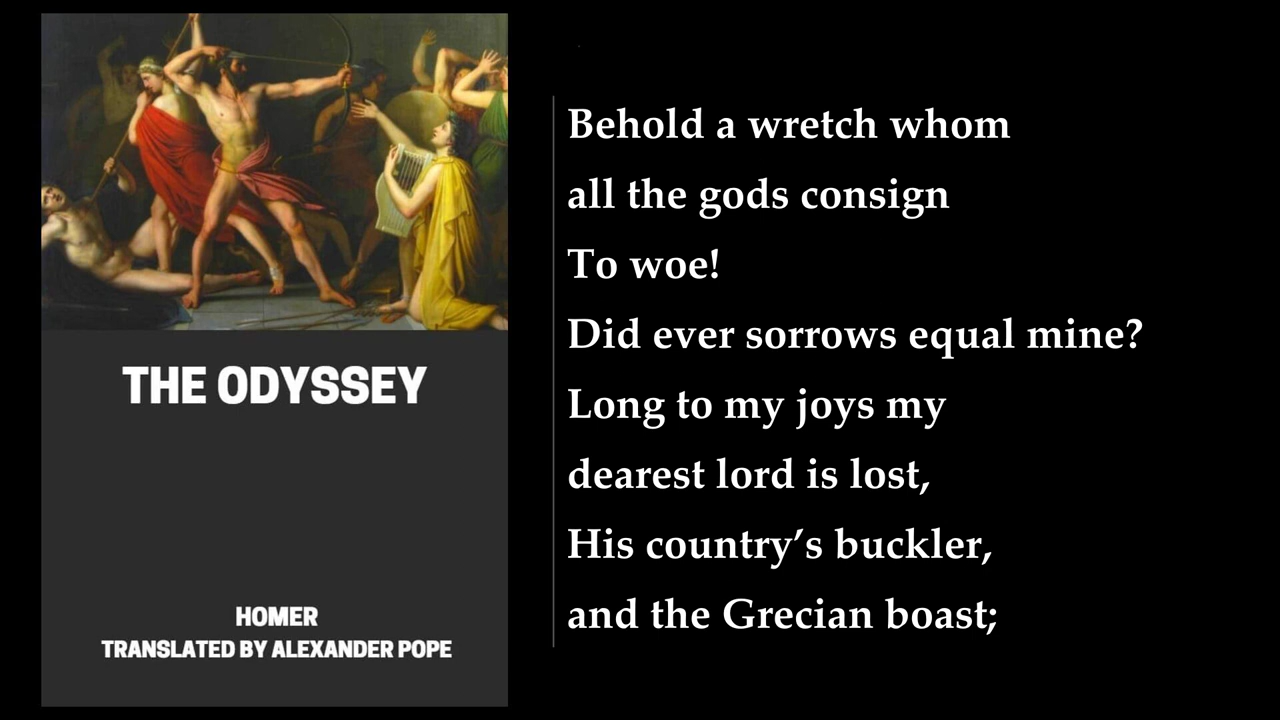 THE ODYSSEY
HOMER
TRANSLATED BY ALEXANDER POPE
Behold a wretch whom
all the gods consign
To woe!
Did ever sorrows equal mine?
Long to my joys my
dearest lord is lost,
His country’s buckler,
and the Grecian boast;